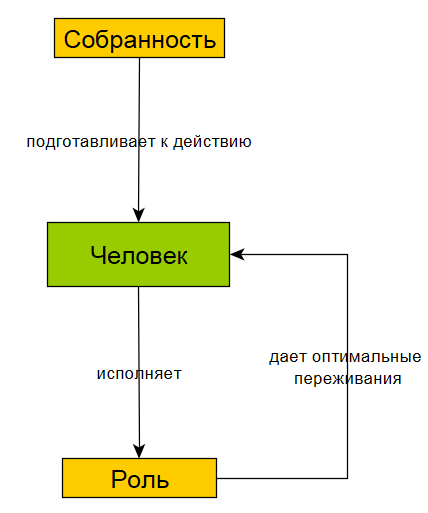 Собранность
подготавливает к действию
Человек
исполняет
дает оптимальные
переживания
Роль